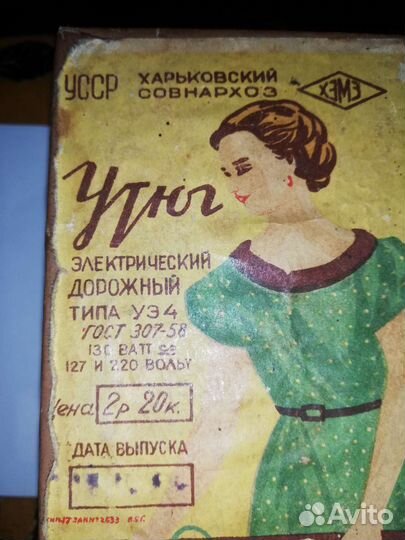 УССР ХАРЬКОВСКИЙ СОВНАРХОЗ ХЭМЗ
Утюг
ЭЛЕКТРИЧЕСКИЙ
ДОРОЖНЫЙ
ТИПА УЭ4
ГОСТ 307-58
ВАТТ
127 И 220 ВОЛЬТ
Цена 2р 20к.
ДАТА ВЫПУСКА
Avito